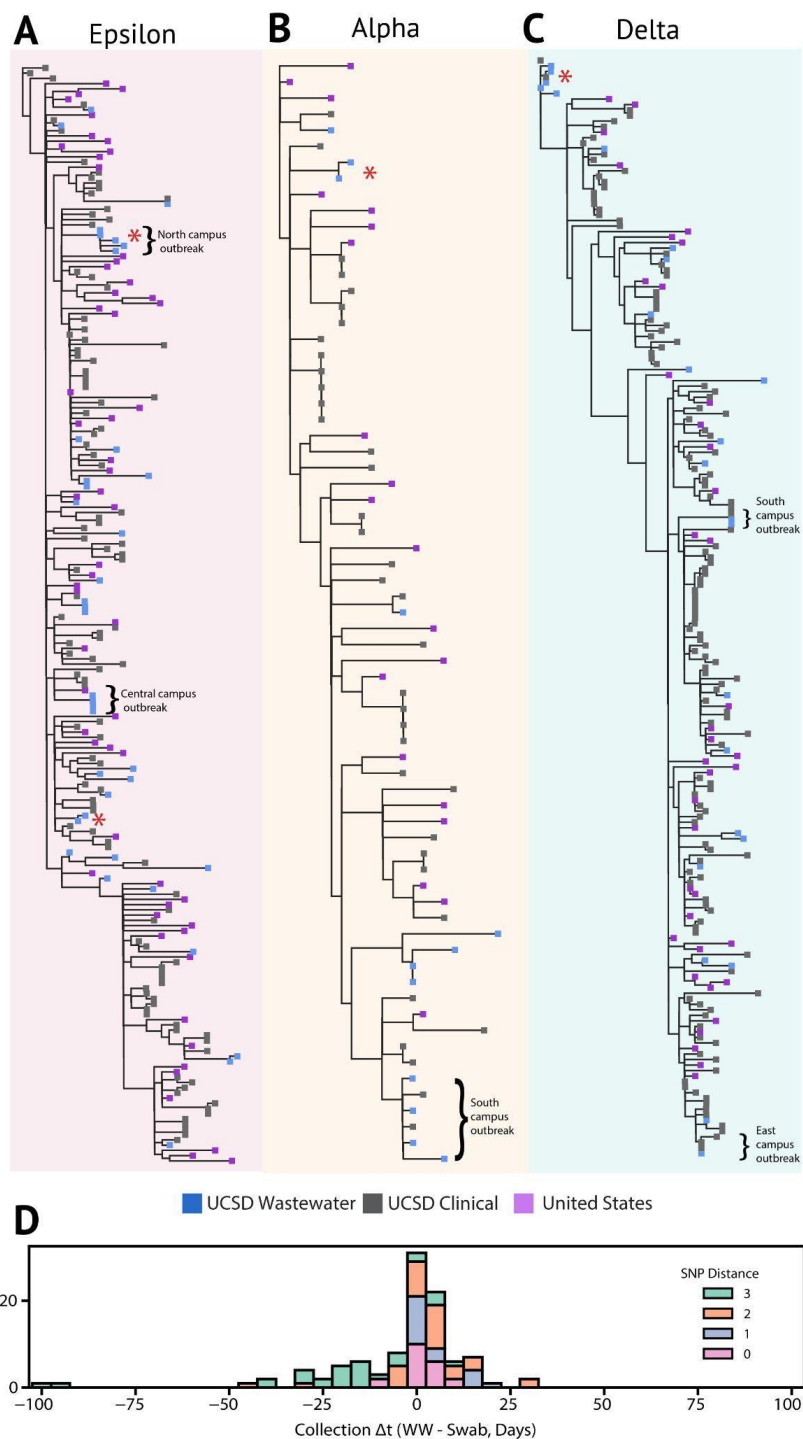 A
Epsilon
B
Alpha
C
Delta
*
*
*
North campus
outbreak
South
campus
outbreak
Central campus
outbreak
*
South
campus
outbreak
East
campus
outbreak
UCSD Wastewater
UCSD Clinical
United States
D
SNP Distance
3
2
1
0
20
0
−100
−75
−50
−25
0
25
50
75
100
Collection Δt (WW - Swab, Days)